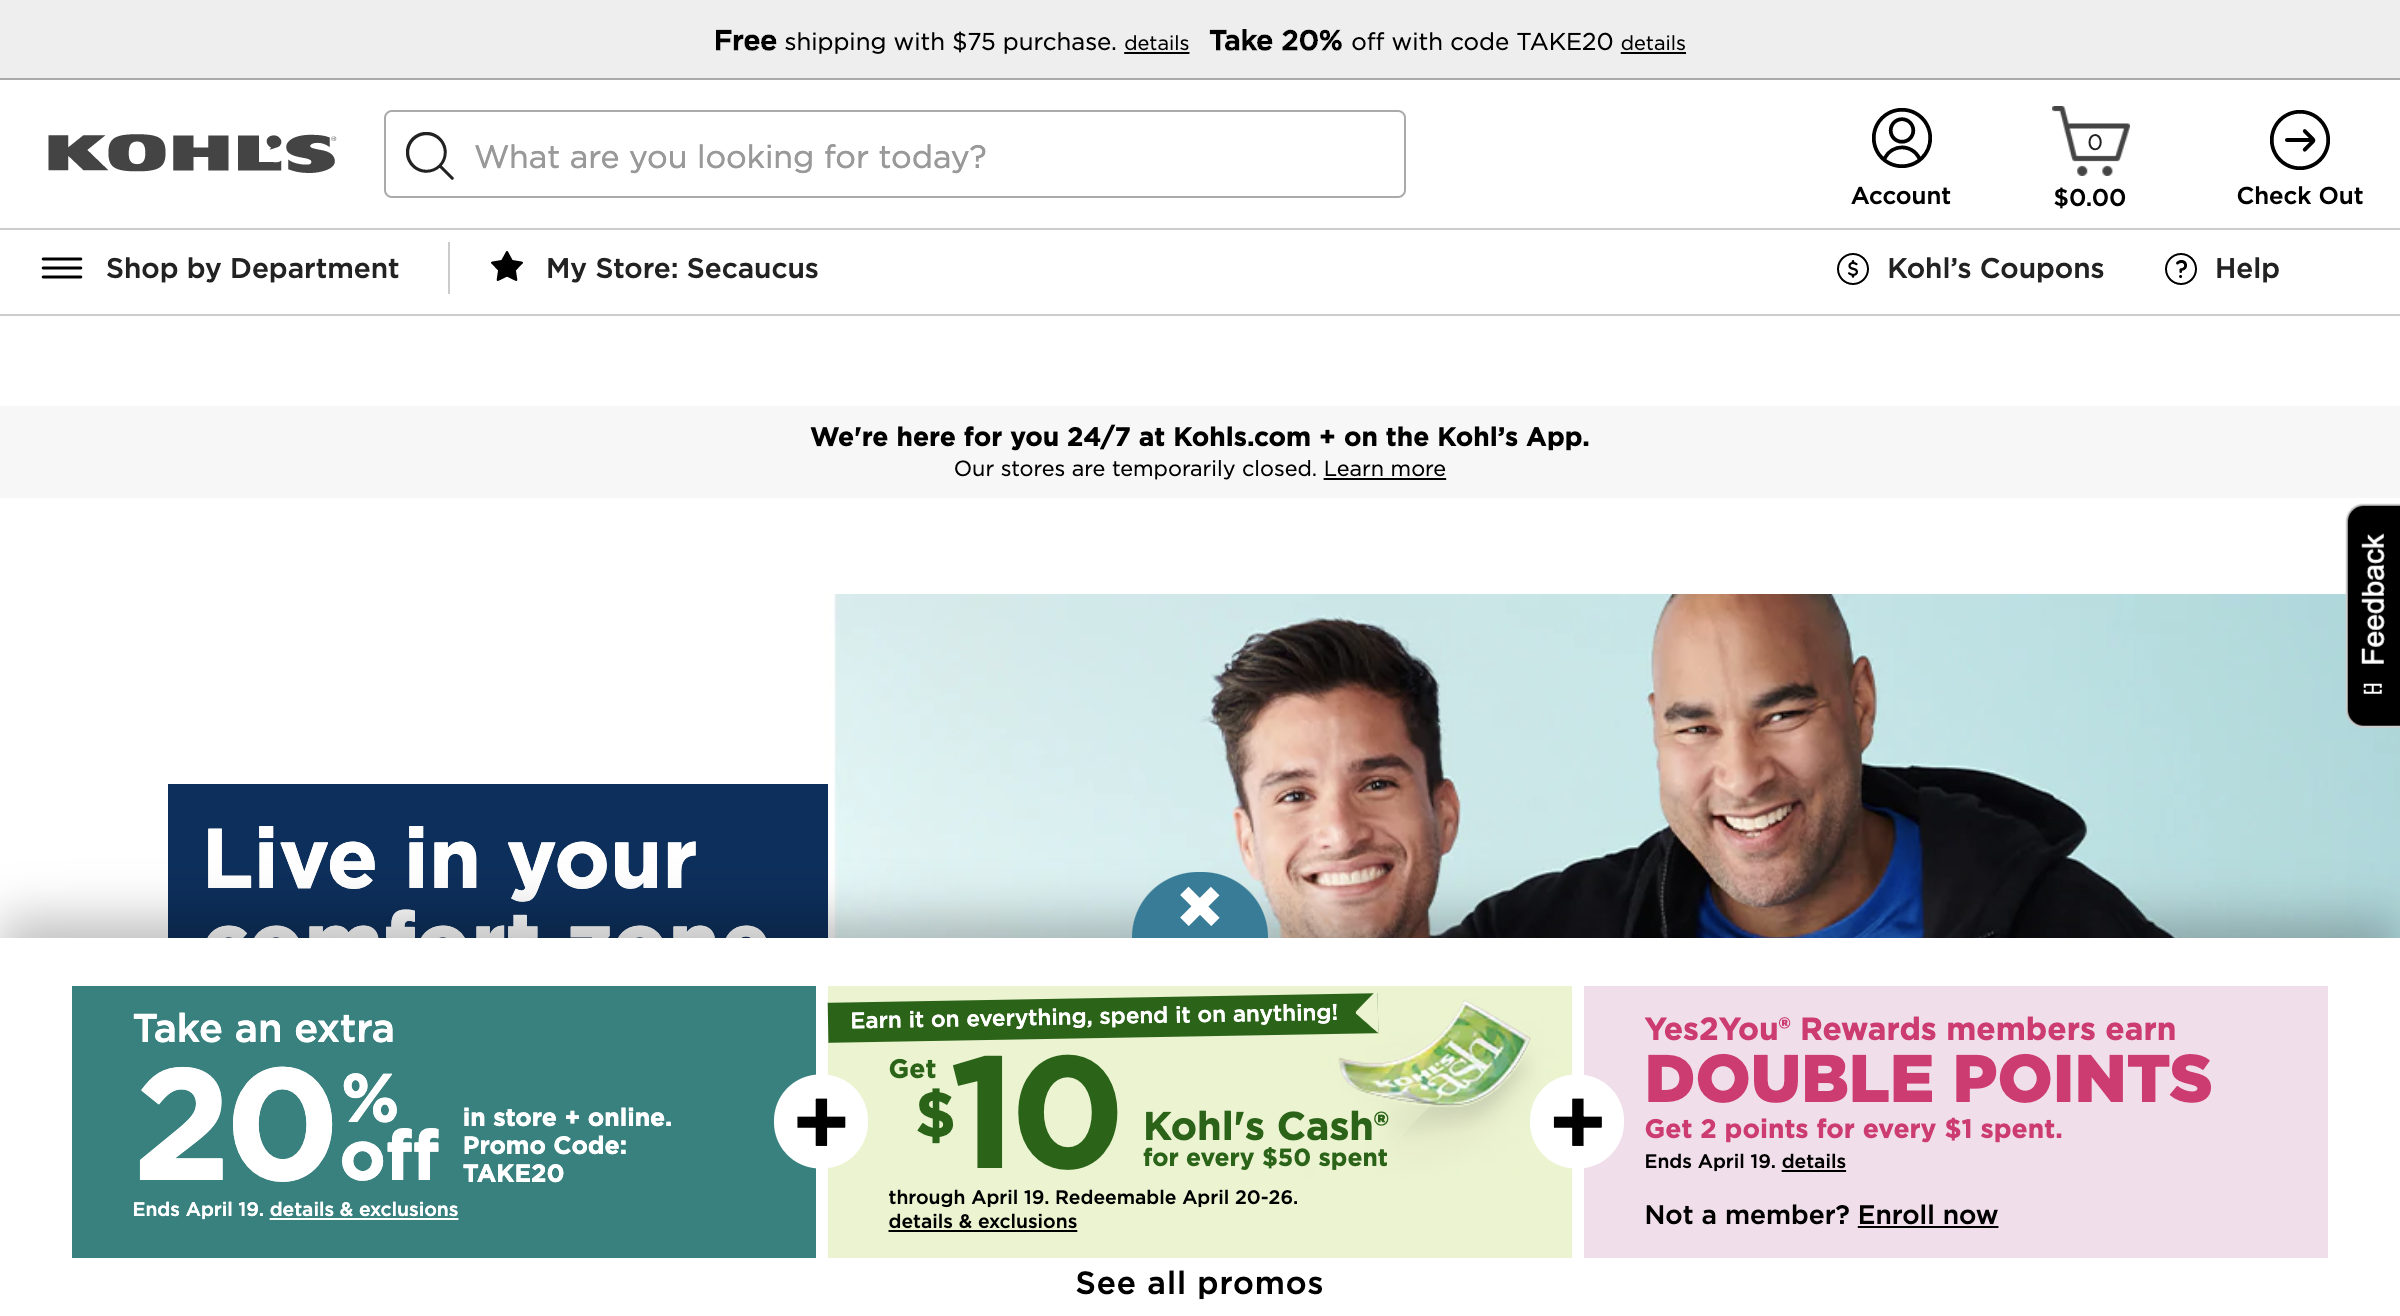 Free shipping with $75 purchase. details Take 20% off with code TAKE20 details
KOHL'S
What are you looking for today?
Account
0
$0.00
Check Out
Shop by Department
My Store: Secaucus
$ Kohl’s Coupons
? Help
We're here for you 24/7 at Kohls.com + on the Kohl’s App.
Our stores are temporarily closed. Learn more
Feedback
Live in your
comfort zone
Take an extra
20% off
in store + online.
Promo Code:
TAKE20
Ends April 19. details & exclusions
+
Earn it on everything, spend it on anything!
Get
$10
Kohl's Cash®
for every $50 spent
KOHL'S
Cash
through April 19. Redeemable April 20-26.
details & exclusions
+
Yes2You® Rewards members earn
DOUBLE POINTS
Get 2 points for every $1 spent.
Ends April 19. details
Not a member? Enroll now
See all promos